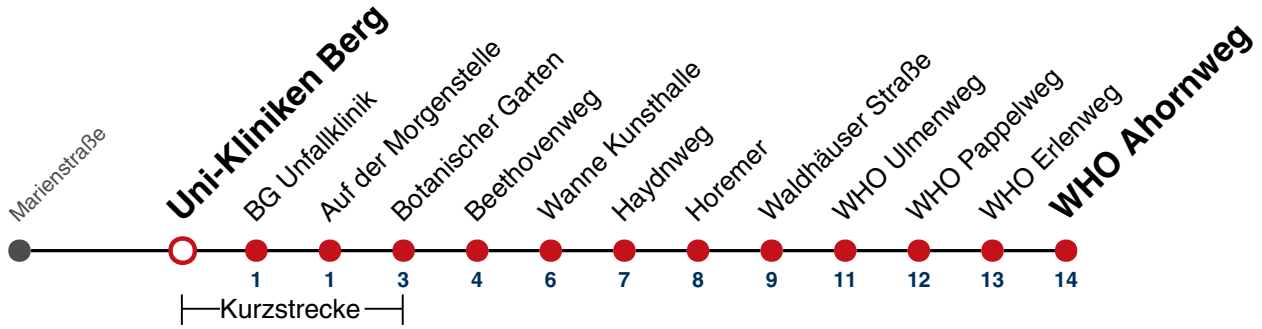 Marienstraße
Uni-Kliniken Berg
BG Unfallklinik
Auf der Morgenstelle
Botanischer Garten
Beethovenweg
Wanne Kunsthalle
Haydnweg
Horemer
Waldhäuser Straße
WHO Ulmenweg
WHO Pappelweg
WHO Erlenweg
WHO Ahornweg
1 1 3 4 6 7 8 9 11 12 13 14
Kurzstrecke